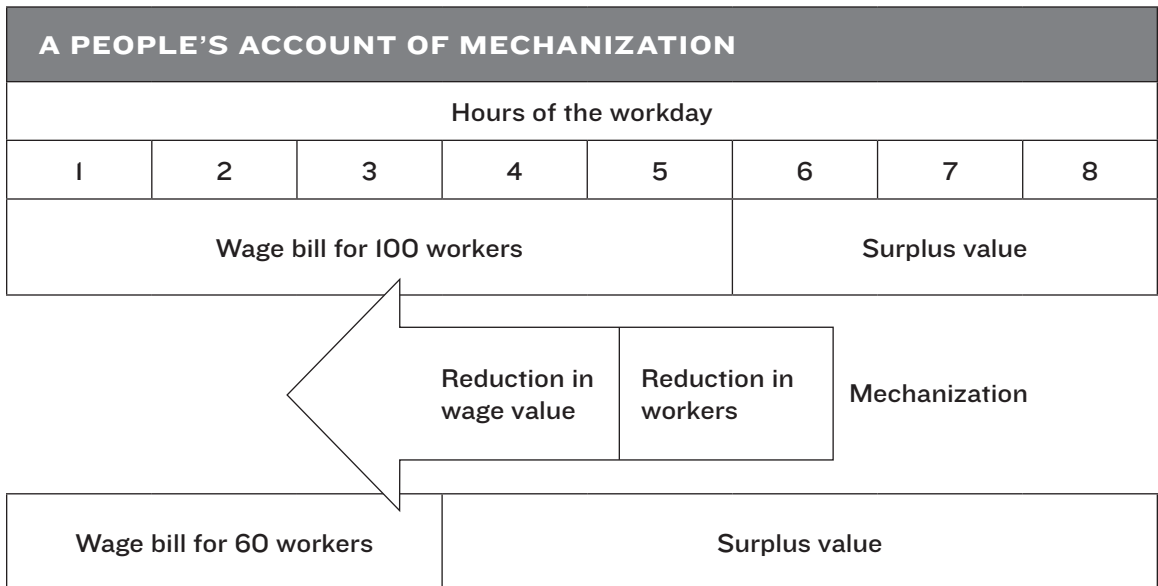 A PEOPLE’S ACCOUNT OF MECHANIZATION
Hours of the workday
1 2 3 4 5 6 7 8
Wage bill for 100 workers Surplus value
Reduction in wage value
Reduction in workers
Mechanization
Wage bill for 60 workers Surplus value